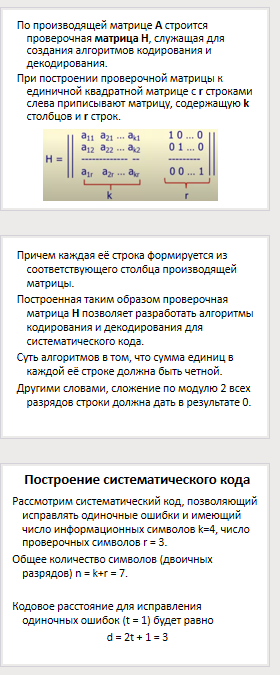 По производящей матрице А строится
проверочная матрица Н, служащая для
создания алгоритмов кодирования и
декодирования.
При построении проверочной матрицы к
единичной квадратной матрице с r строками
слева приписывают матрицу, содержащую k
столбцов и r строк.
a11 a21 ... ak1 1 0 ... 0
H = a12 a22 ... ak2 0 1 ... 0
------------- -- ---------
a1r a2r ... akr 0 0 ... 1
k r
Причем каждая её строка формируется из
соответствующего столбца производящей
матрицы.
Построенная таким образом проверочная
матрица Н позволяет разработать алгоритмы
кодирования и декодирования для
систематического кода.
Суть алгоритмов в том, что сумма единиц в
каждой её строке должна быть четной.
Другими словами, сложение по модулю 2 всех
разрядов строки должна дать в результате 0.
Построение систематического кода
Рассмотрим систематический код, позволяющий
исправлять одиночные ошибки и имеющий
число информационных символов k=4, число
проверочных символов r = 3.
Общее количество символов (двоичных
разрядов) n = k+r = 7.
Кодовое расстояние для исправления
одиночных ошибок (t = 1) будет равно
d = 2t + 1 = 3